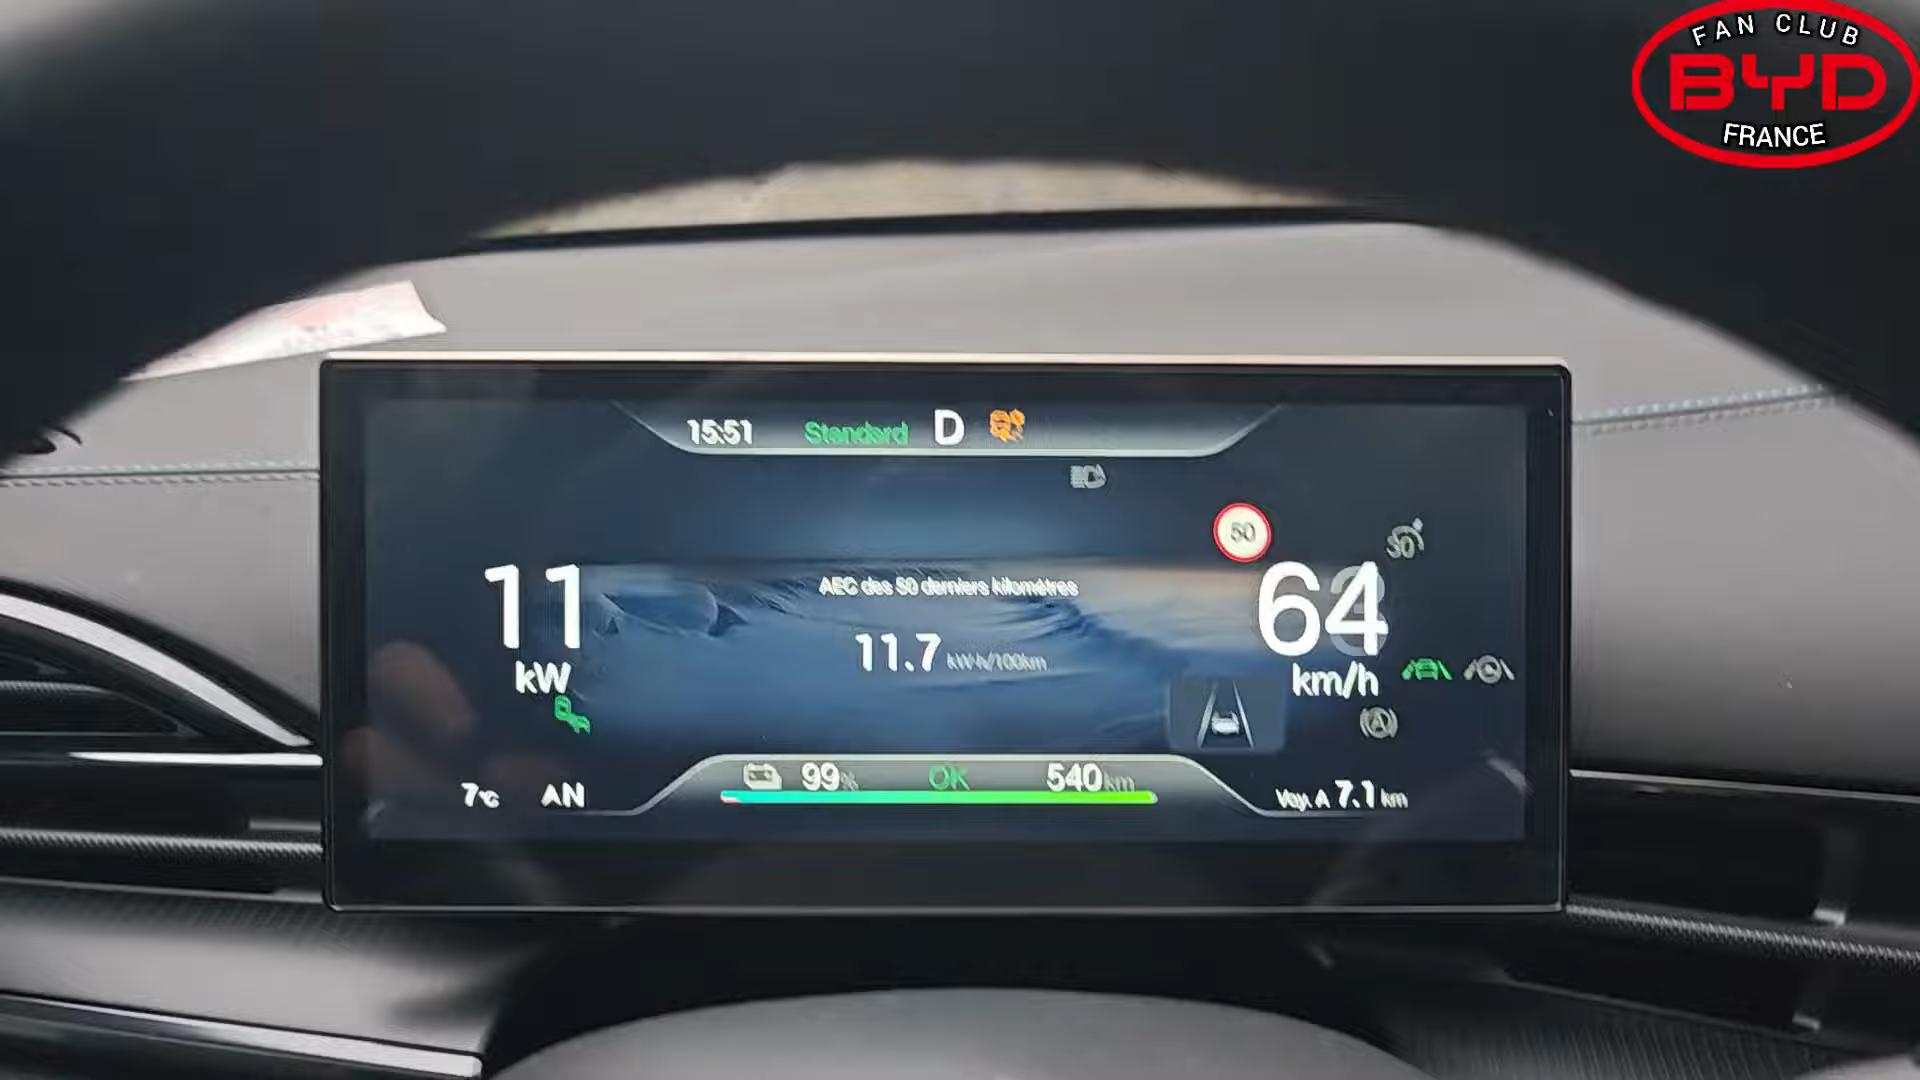 FAN CLUB
BYD
FRANCE
15:51 Standard D
50
30
11
kW
AEC des 50 derniers kilomètres
11.7 kW·h/100km
64
km/h
A
7°C AN
99% OK 540km
Voy. A 7.1 km